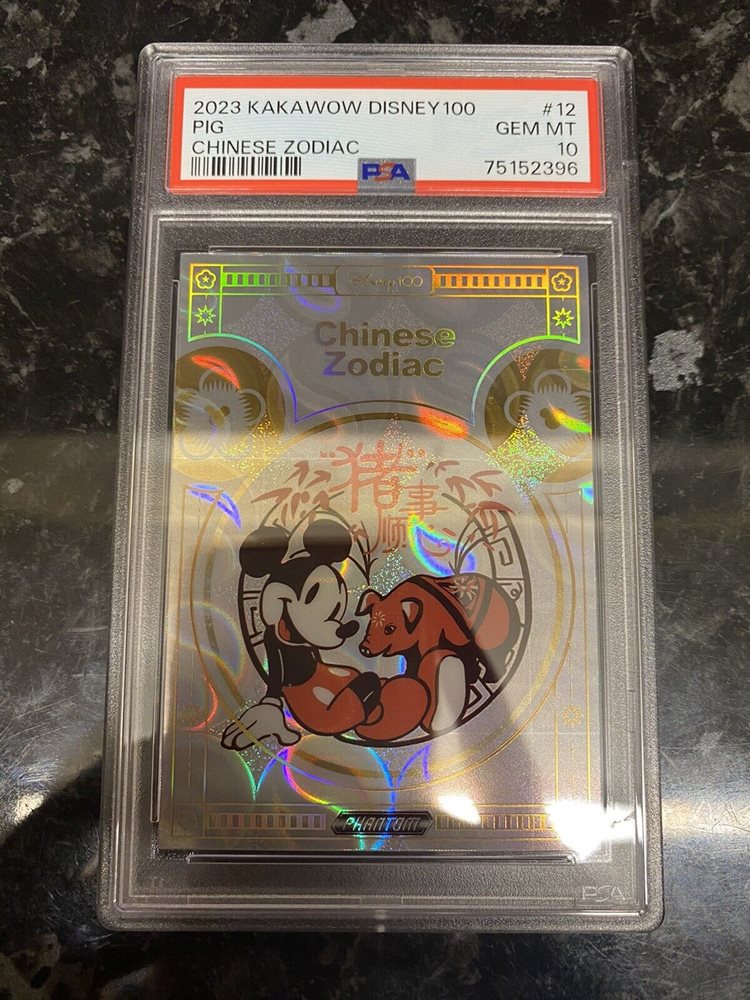 2023 KAKAWOW DISNEY100 #12
PIG GEM MT
CHINESE ZODIAC 10
PSA 75152396
Disney100
Chinese
Zodiac
"猪"
事
顺心
PHANTOM
PSA